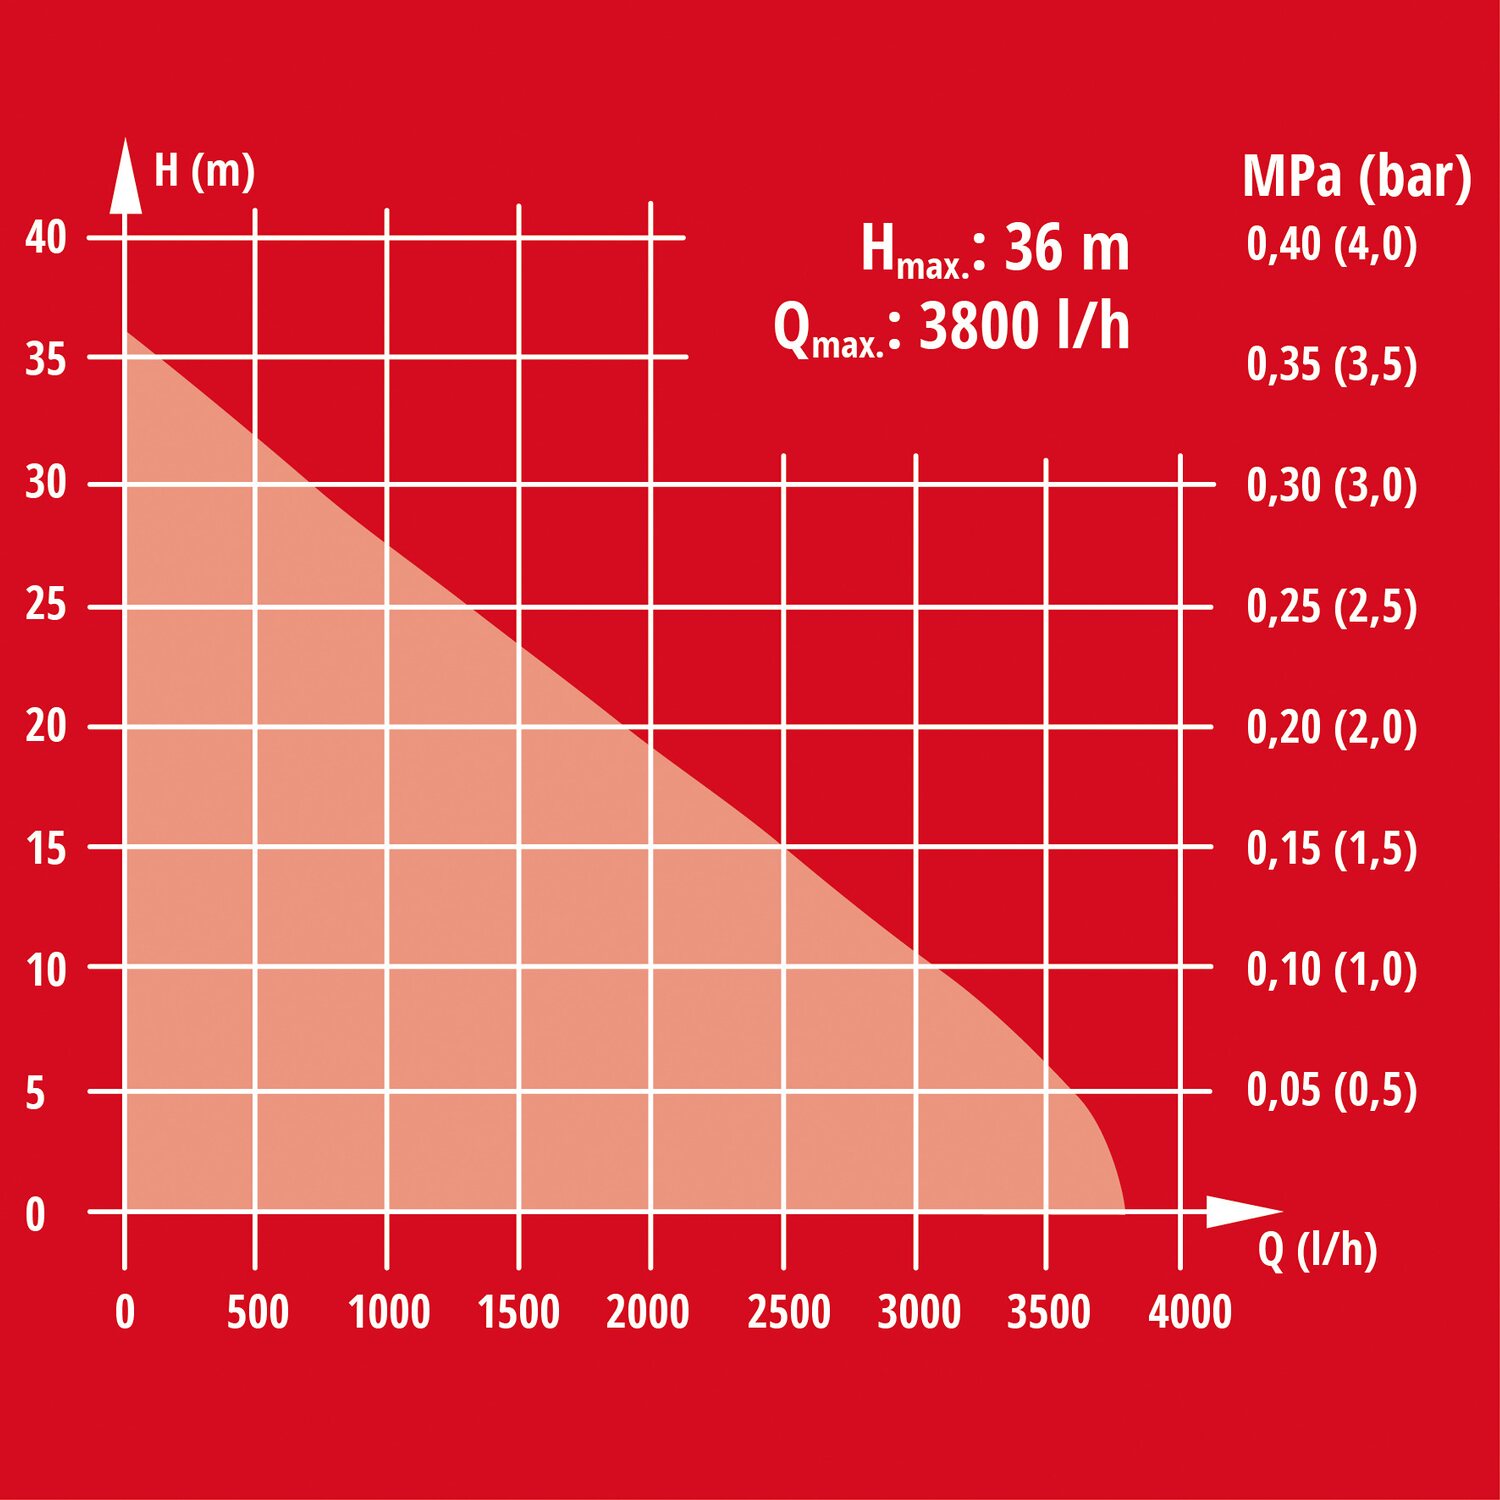 H (m)
MPa (bar)
40
Hmax.: 36 m
0,40 (4,0)
Qmax.: 3800 l/h
35
0,35 (3,5)
30
0,30 (3,0)
25
0,25 (2,5)
20
0,20 (2,0)
15
0,15 (1,5)
10
0,10 (1,0)
5
0,05 (0,5)
0
Q (l/h)
0 500 1000 1500 2000 2500 3000 3500 4000